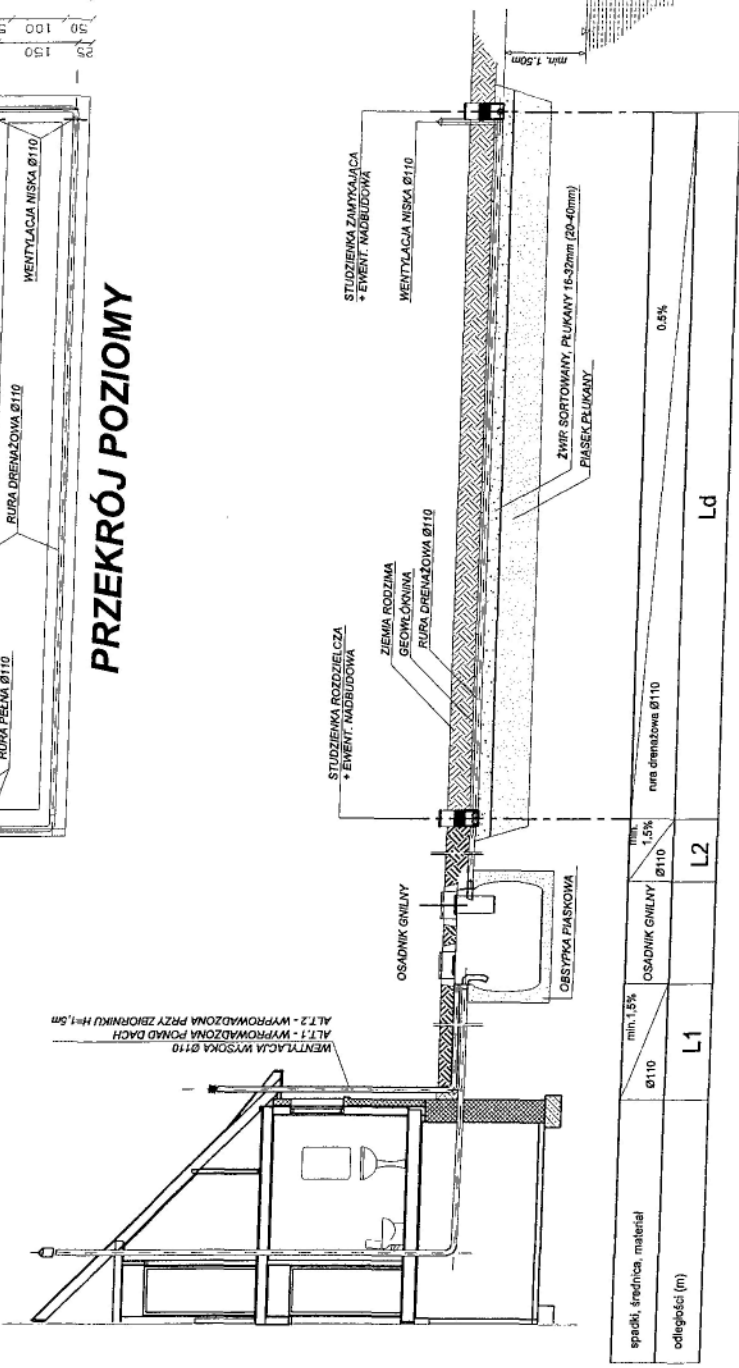 50 100
25 150
WENTYLACJA NISKA Ø110
RURA DRENAŻOWA Ø110
RURA PEŁNA Ø110
PRZEKRÓJ POZIOMY
WENTYLACJA WYSOKA Ø110
ALT.1 - WYPROWADZONA PONAD DACH
ALT.2 - WYPROWADZONA PRZY ZBIORNIKU H=1,5m
OSADNIK GNILNY
OBSYPKA PIASKOWA
STUDZIENKA ROZDZIELCZA
+ EWENT. NADBUDOWA
ZIEMIA RODZIMA
GEOWŁÓKNINA
RURA DRENAŻOWA Ø110
STUDZIENKA ZAMYKAJĄCA
+ EWENT. NADBUDOWA
WENTYLACJA NISKA Ø110
ŻWIR SORTOWANY, PŁUKANY 16-32mm (20-40mm)
PIASEK PŁUKANY
min. 1.50m
spadki, średnica, materiał
Ø110
min.1,5%
OSADNIK GNILNY
Ø110
min.
1,5%
rura drenażowa Ø110
0.5%
odległości (m)
L1
L2
Ld